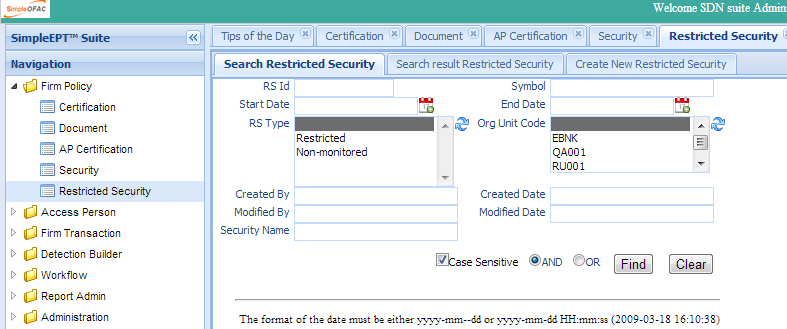 SimpleOFAC
Welcome SDN suite Admin
SimpleEPT™ Suite
Tips of the Day
Certification
Document
AP Certification
Security
Restricted Security
Navigation
Firm Policy
Certification
Document
AP Certification
Security
Restricted Security
Access Person
Firm Transaction
Detection Builder
Workflow
Report Admin
Administration
Search Restricted Security
Search result Restricted Security
Create New Restricted Security
RS Id
Symbol
Start Date
End Date
RS Type
Restricted
Non-monitored
Org Unit Code
EBNK
QA001
RU001
Created By
Created Date
Modified By
Modified Date
Security Name
Case Sensitive AND OR Find Clear
The format of the date must be either yyyy-mm--dd or yyyy-mm-dd HH:mm:ss (2009-03-18 16:10:38)